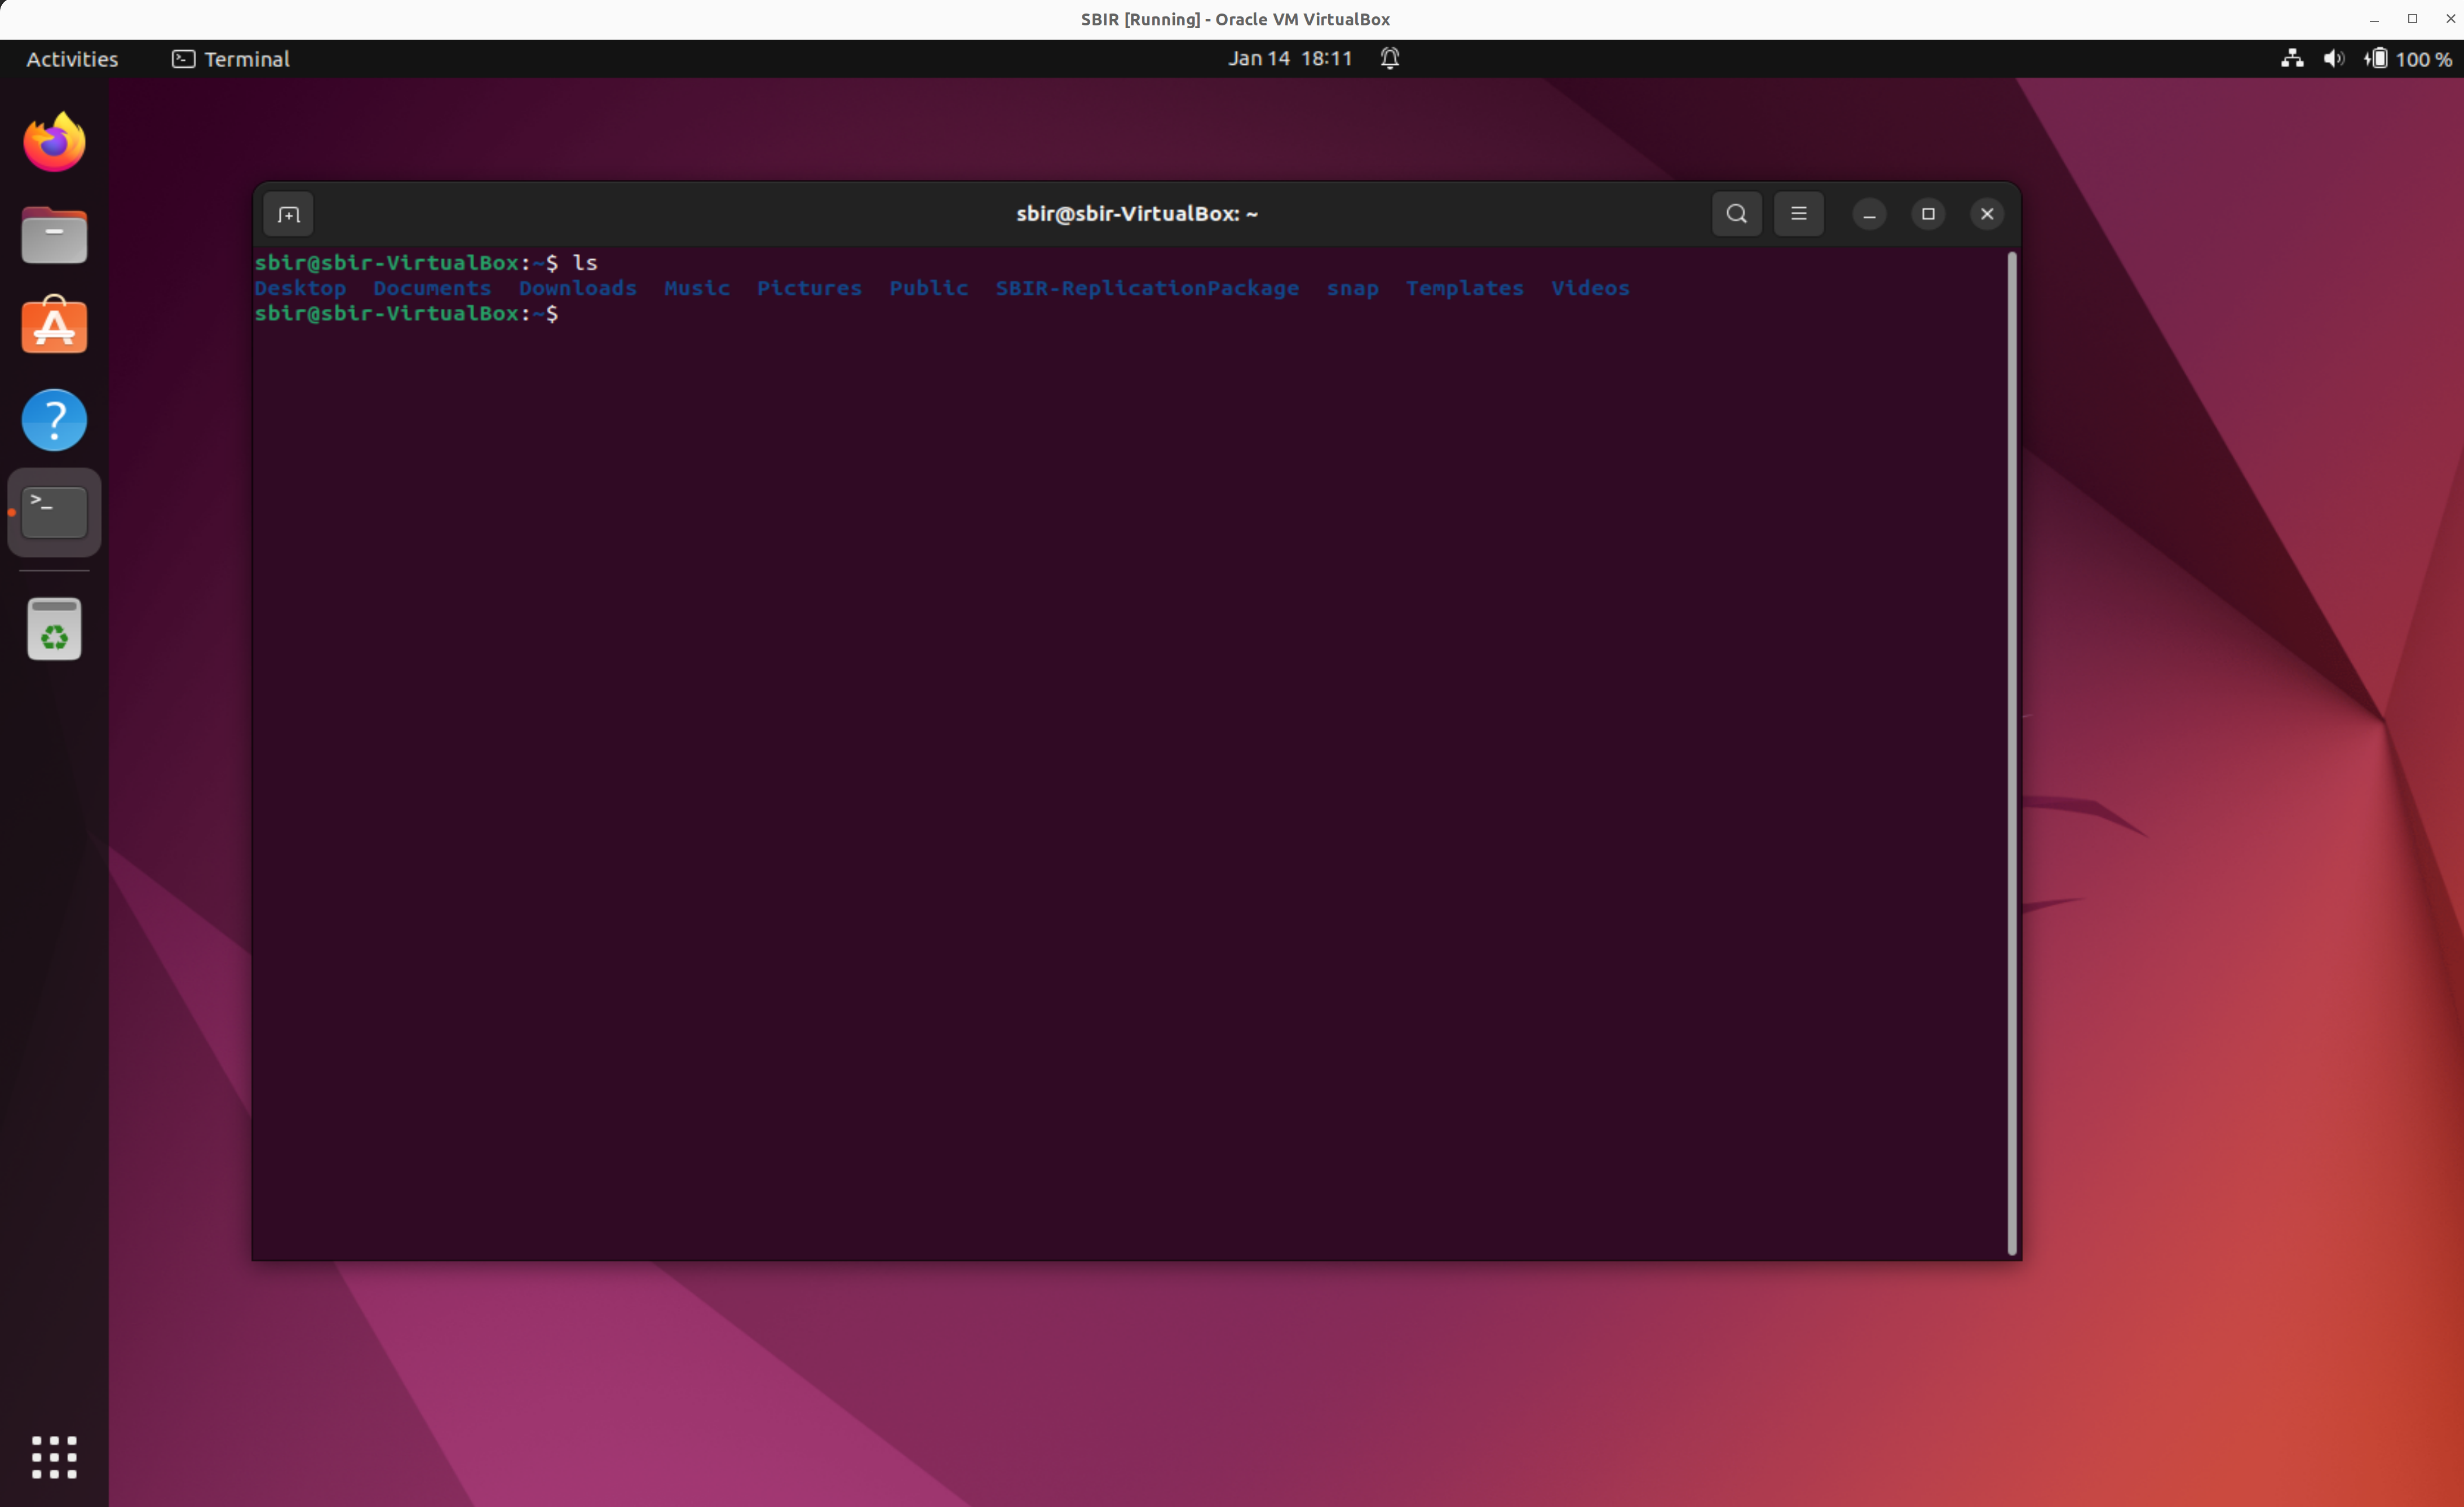 SBIR [Running] - Oracle VM VirtualBox
Activities Terminal Jan 14 18:11 100 %
sbir@sbir-VirtualBox: ~
sbir@sbir-VirtualBox:~$ ls
Desktop Documents Downloads Music Pictures Public SBIR-ReplicationPackage snap Templates Videos
sbir@sbir-VirtualBox:~$